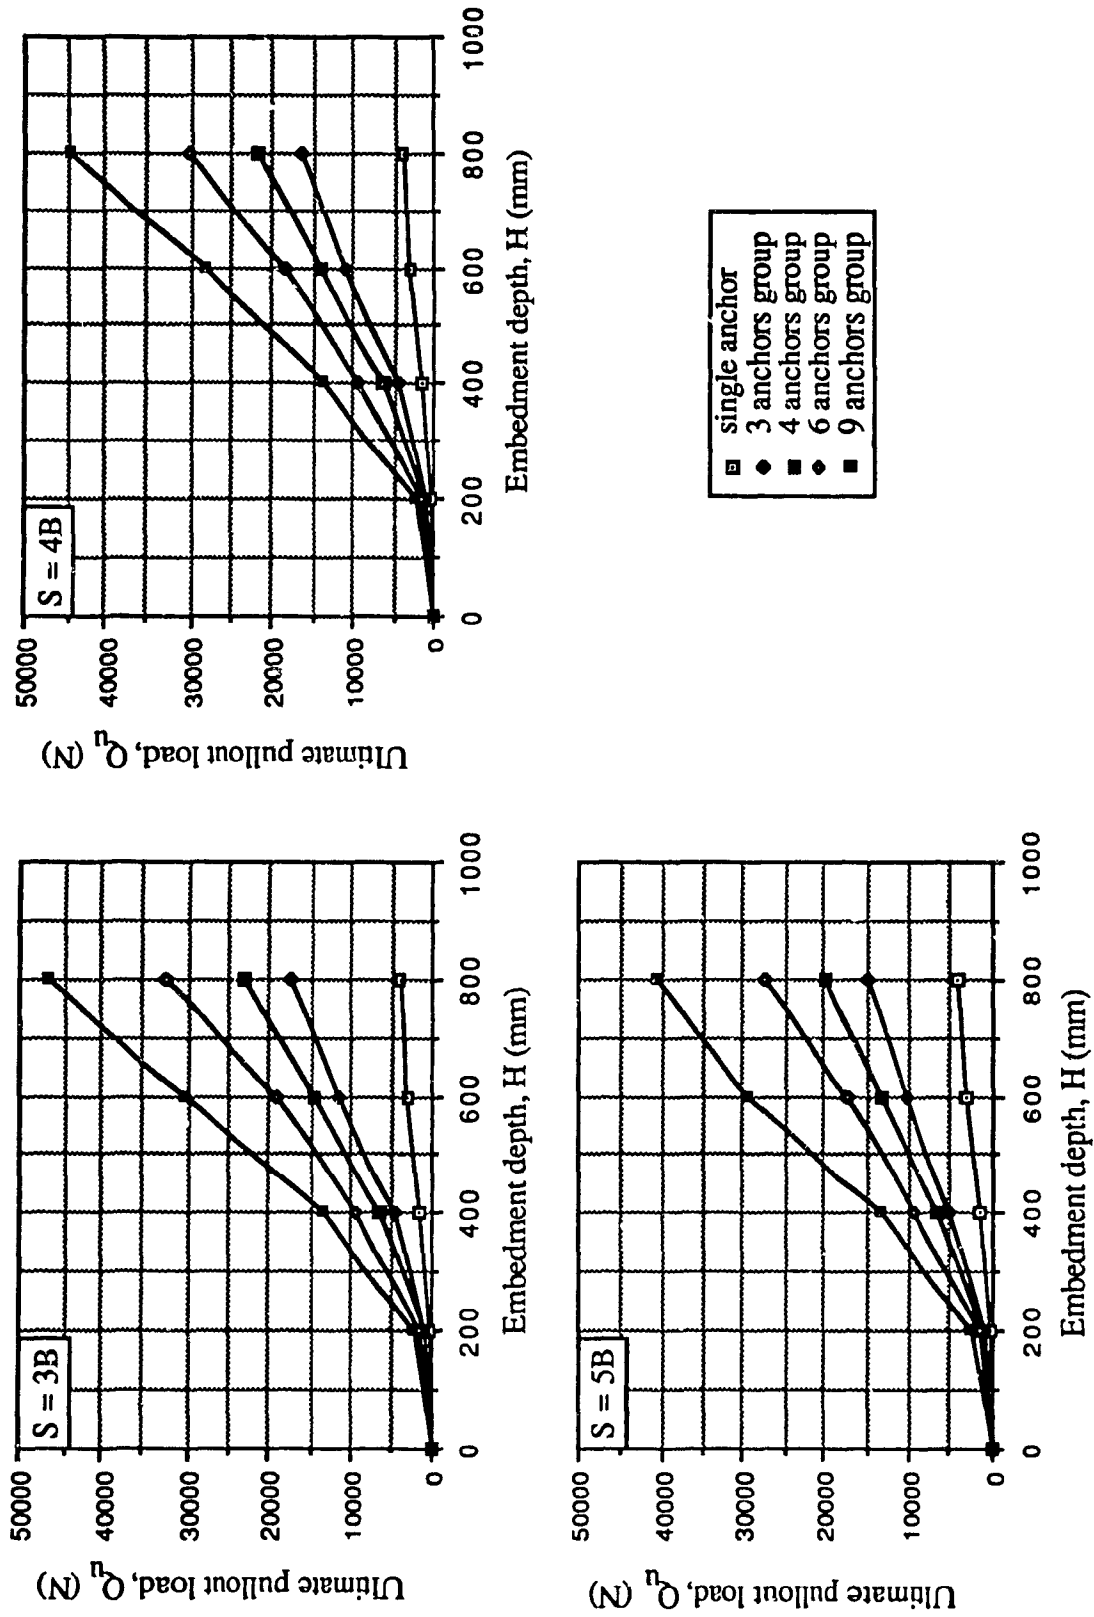 S = 3B
Ultimate pullout load, Qu (N)
50000
40000
30000
20000
10000
0
0 200 400 600 800 1000
Embedment depth, H (mm)
S = 4B
Ultimate pullout load, Qu (N)
50000
40000
30000
20000
10000
0
0 200 400 600 800 1000
Embedment depth, H (mm)
S = 5B
Ultimate pullout load, Qu (N)
50000
40000
30000
20000
10000
0
0 200 400 600 800 1000
Embedment depth, H (mm)
single anchor
3 anchors group
4 anchors group
6 anchors group
9 anchors group